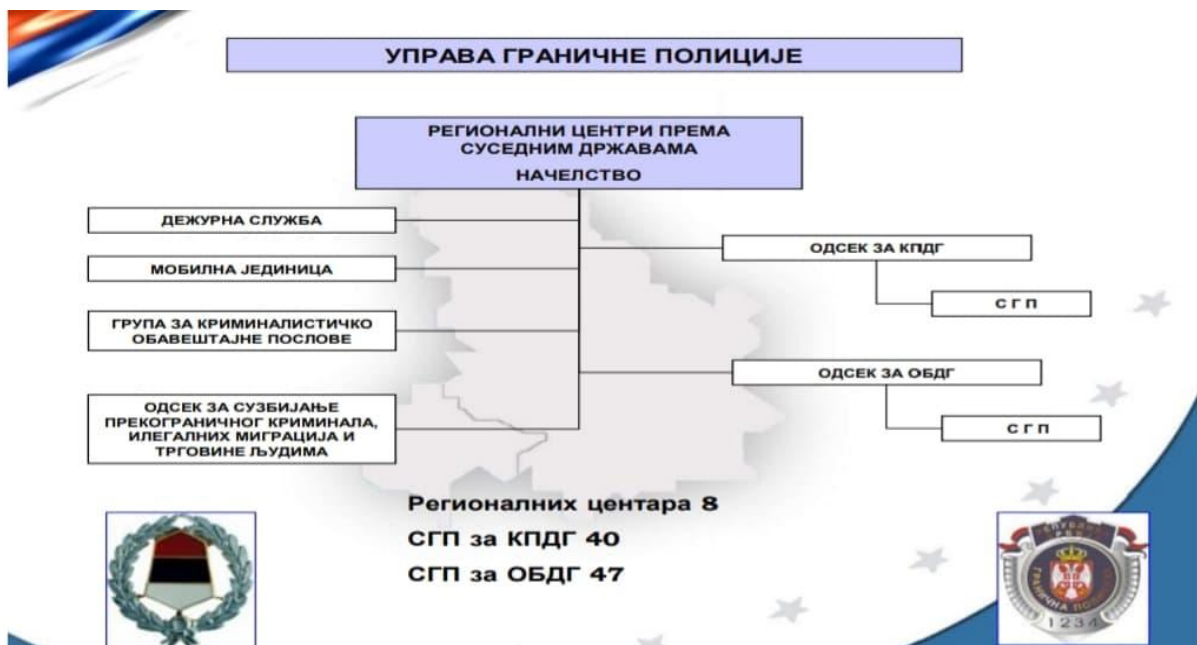 УПРАВА ГРАНИЧНЕ ПОЛИЦИЈЕ
РЕГИОНАЛНИ ЦЕНТРИ ПРЕМА
СУСЕДНИМ ДРЖАВАМА
НАЧЕЛСТВО
ДЕЖУРНА СЛУЖБА
МОБИЛНА ЈЕДИНИЦА
ГРУПА ЗА КРИМИНАЛИСТИЧКО
ОБАВЕШТАЈНЕ ПОСЛОВЕ
ОДСЕК ЗА СУЗБИЈАЊЕ
ПРЕКОГРАНИЧНОГ КРИМИНАЛА,
ИЛЕГАЛНИХ МИГРАЦИЈА И
ТРГОВИНЕ ЉУДИМА
ОДСЕК ЗА КПДГ
С Г П
ОДСЕК ЗА ОБДГ
С Г П
Регионалних центара 8
СГП за КПДГ 40
СГП за ОБДГ 47
ГРАНИЧНА ПОЛИЦИЈА
1234